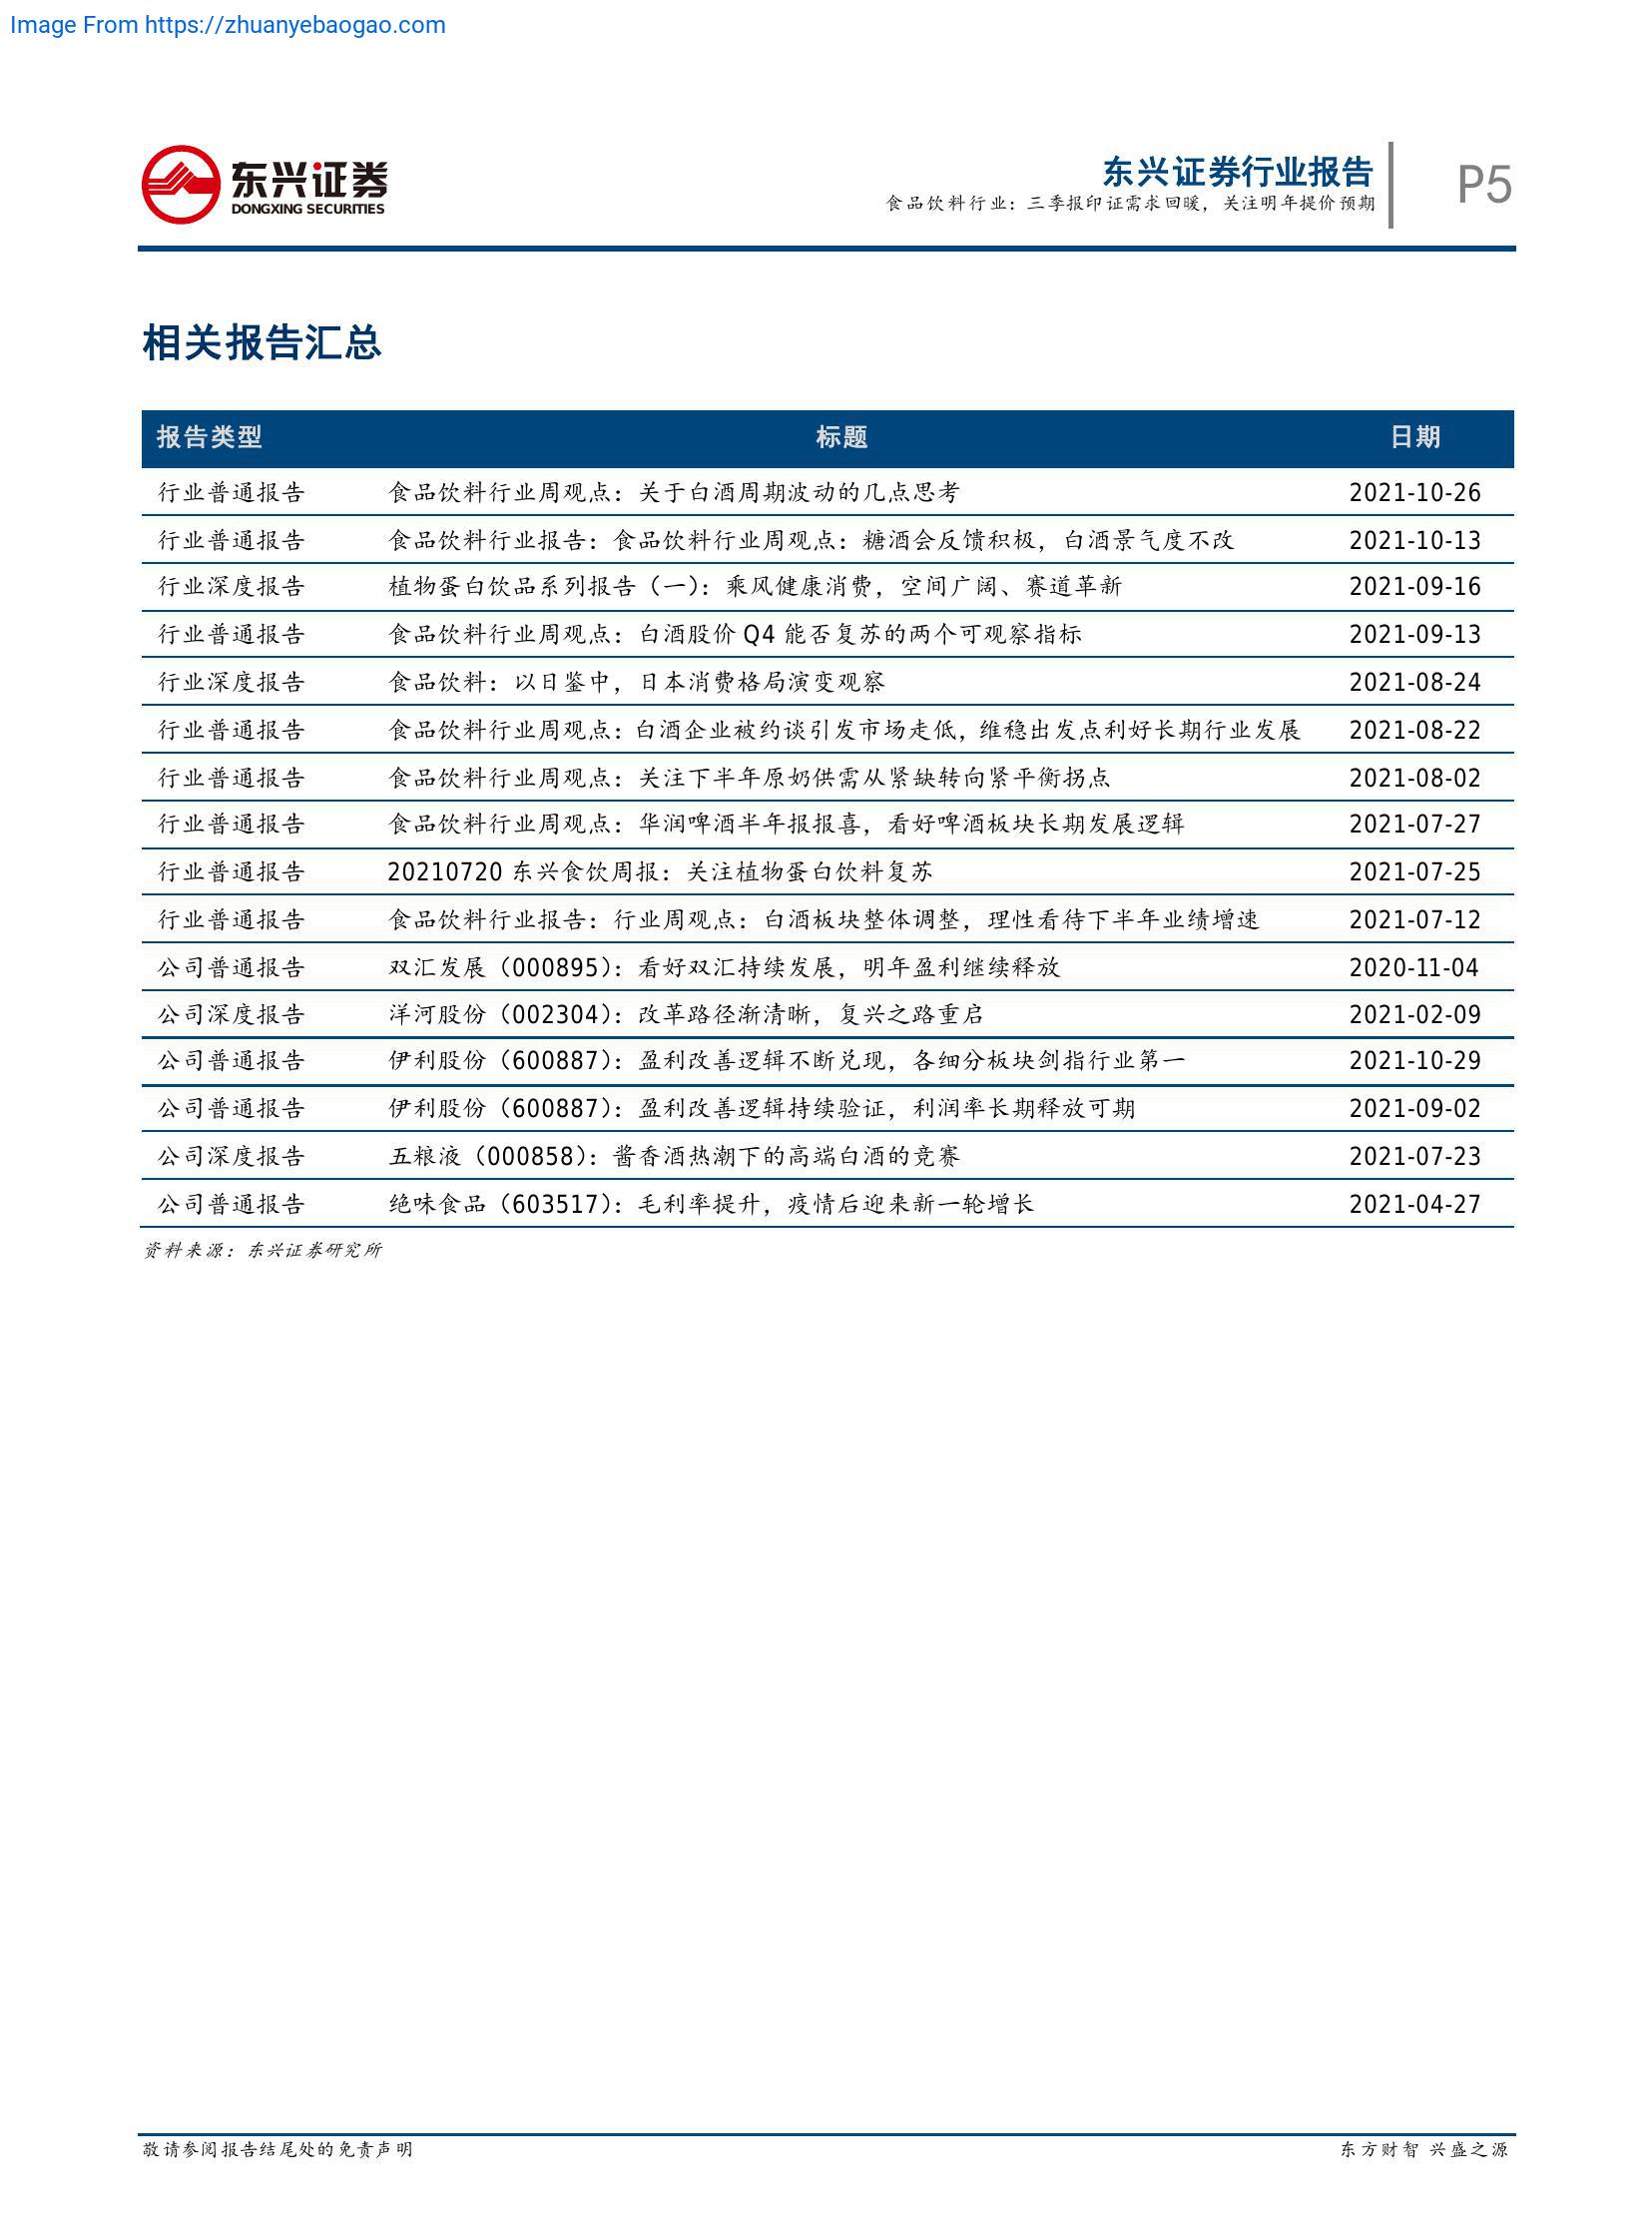 Image From https://zhuanyebaogao.com
东兴证券
DONGXING SECURITIES
东兴证券行业报告
食品饮料行业：三季报印证需求回暖，关注明年提价预期
P5
相关报告汇总
报告类型 标题 日期
行业普通报告 食品饮料行业周观点：关于白酒周期波动的几点思考 2021-10-26
行业普通报告 食品饮料行业报告：食品饮料行业周观点：糖酒会反馈积极，白酒景气度不改 2021-10-13
行业深度报告 植物蛋白饮品系列报告（一）：乘风健康消费，空间广阔、赛道革新 2021-09-16
行业普通报告 食品饮料行业周观点：白酒股价 Q4 能否复苏的两个可观察指标 2021-09-13
行业深度报告 食品饮料：以日鉴中，日本消费格局演变观察 2021-08-24
行业普通报告 食品饮料行业周观点：白酒企业被约谈引发市场走低，维稳出发点利好长期行业发展 2021-08-22
行业普通报告 食品饮料行业周观点：关注下半年原奶供需从紧缺转向紧平衡拐点 2021-08-02
行业普通报告 食品饮料行业周观点：华润啤酒半年报报喜，看好啤酒板块长期发展逻辑 2021-07-27
行业普通报告 20210720 东兴食饮周报：关注植物蛋白饮料复苏 2021-07-25
行业普通报告 食品饮料行业报告：行业周观点：白酒板块整体调整，理性看待下半年业绩增速 2021-07-12
公司普通报告 双汇发展（000895）：看好双汇持续发展，明年盈利继续释放 2020-11-04
公司深度报告 洋河股份（002304）：改革路径渐清晰，复兴之路重启 2021-02-09
公司普通报告 伊利股份（600887）：盈利改善逻辑不断兑现，各细分板块剑指行业第一 2021-10-29
公司普通报告 伊利股份（600887）：盈利改善逻辑持续验证，利润率长期释放可期 2021-09-02
公司深度报告 五粮液（000858）：酱香酒热潮下的高端白酒的竞赛 2021-07-23
公司普通报告 绝味食品（603517）：毛利率提升，疫情后迎来新一轮增长 2021-04-27
资料来源：东兴证券研究所
敬请参阅报告结尾处的免责声明
东方财智 兴盛之源